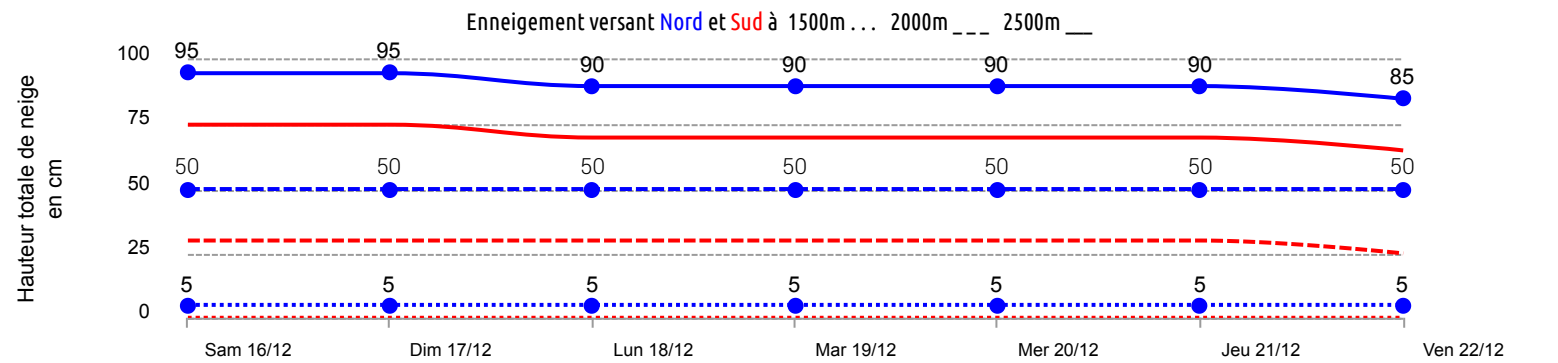 Enneigement versant Nord et Sud à 1500m . . . 2000m _ _ _ 2500m __
Hauteur totale de neige
en cm
100
75
50
25
0
95 95 90 90 90 90 85
50 50 50 50 50 50 50
5 5 5 5 5 5 5
Sam 16/12 Dim 17/12 Lun 18/12 Mar 19/12 Mer 20/12 Jeu 21/12 Ven 22/12